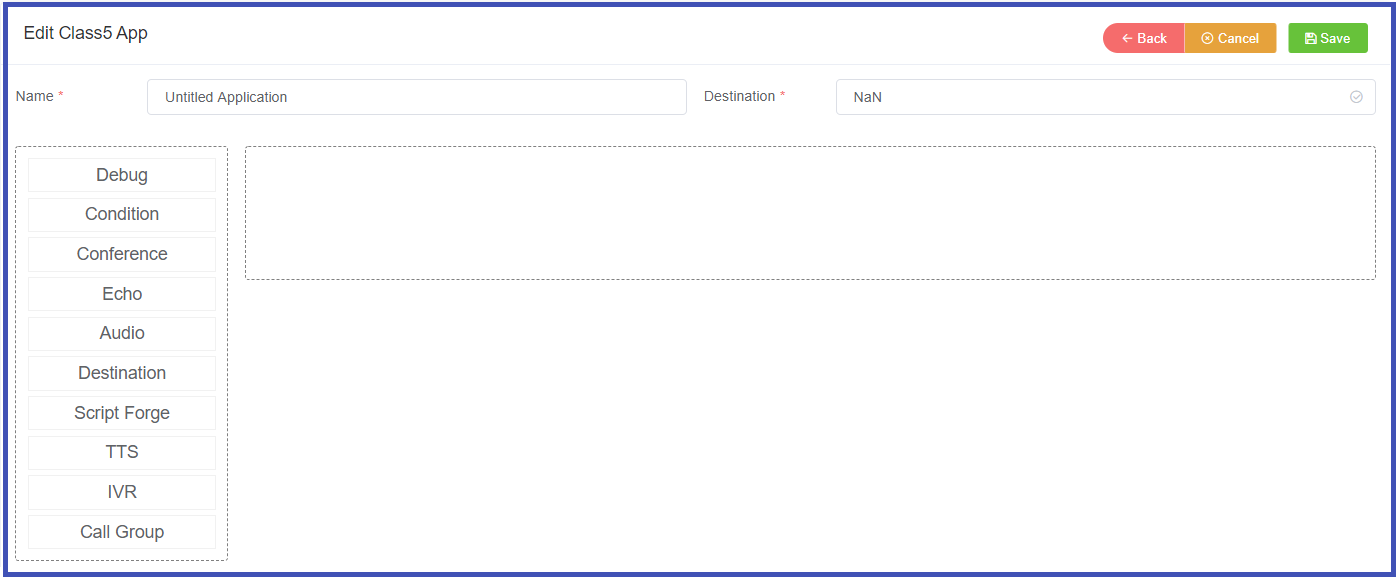 Edit Class5 App
Back Cancel Save
Name * Untitled Application Destination * NaN
Debug
Condition
Conference
Echo
Audio
Destination
Script Forge
TTS
IVR
Call Group